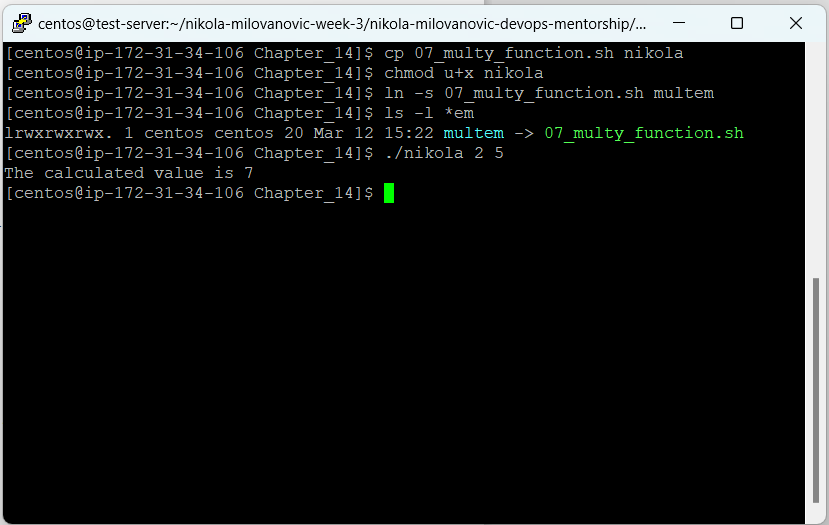 centos@test-server:~/nikola-milovanovic-week-3/nikola-milovanovic-devops-mentorship/...
[centos@ip-172-31-34-106 Chapter_14]$ cp 07_multy_function.sh nikola
[centos@ip-172-31-34-106 Chapter_14]$ chmod u+x nikola
[centos@ip-172-31-34-106 Chapter_14]$ ln -s 07_multy_function.sh multem
[centos@ip-172-31-34-106 Chapter_14]$ ls -l *em
lrwxrwxrwx. 1 centos centos 20 Mar 12 15:22 multem -> 07_multy_function.sh
[centos@ip-172-31-34-106 Chapter_14]$ ./nikola 2 5
The calculated value is 7
[centos@ip-172-31-34-106 Chapter_14]$